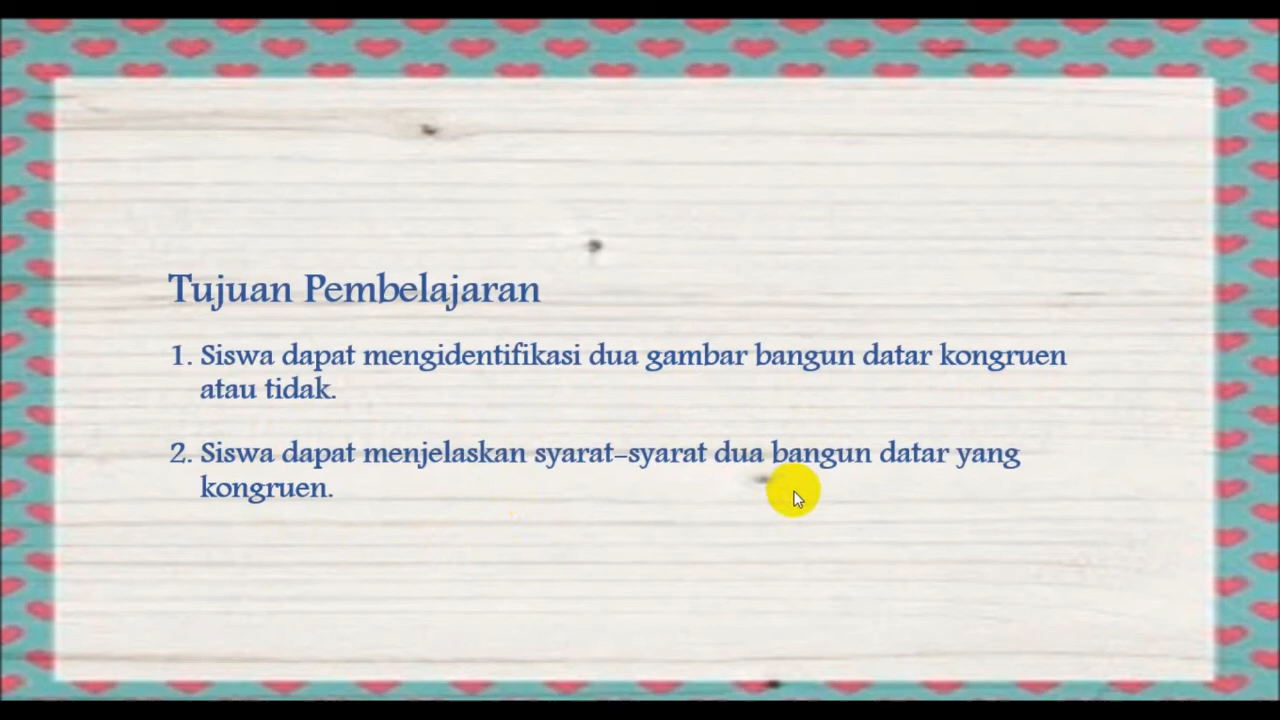 Tujuan Pembelajaran
1. Siswa dapat mengidentifikasi dua gambar bangun datar kongruen
atau tidak.
2. Siswa dapat menjelaskan syarat-syarat dua bangun datar yang
kongruen.